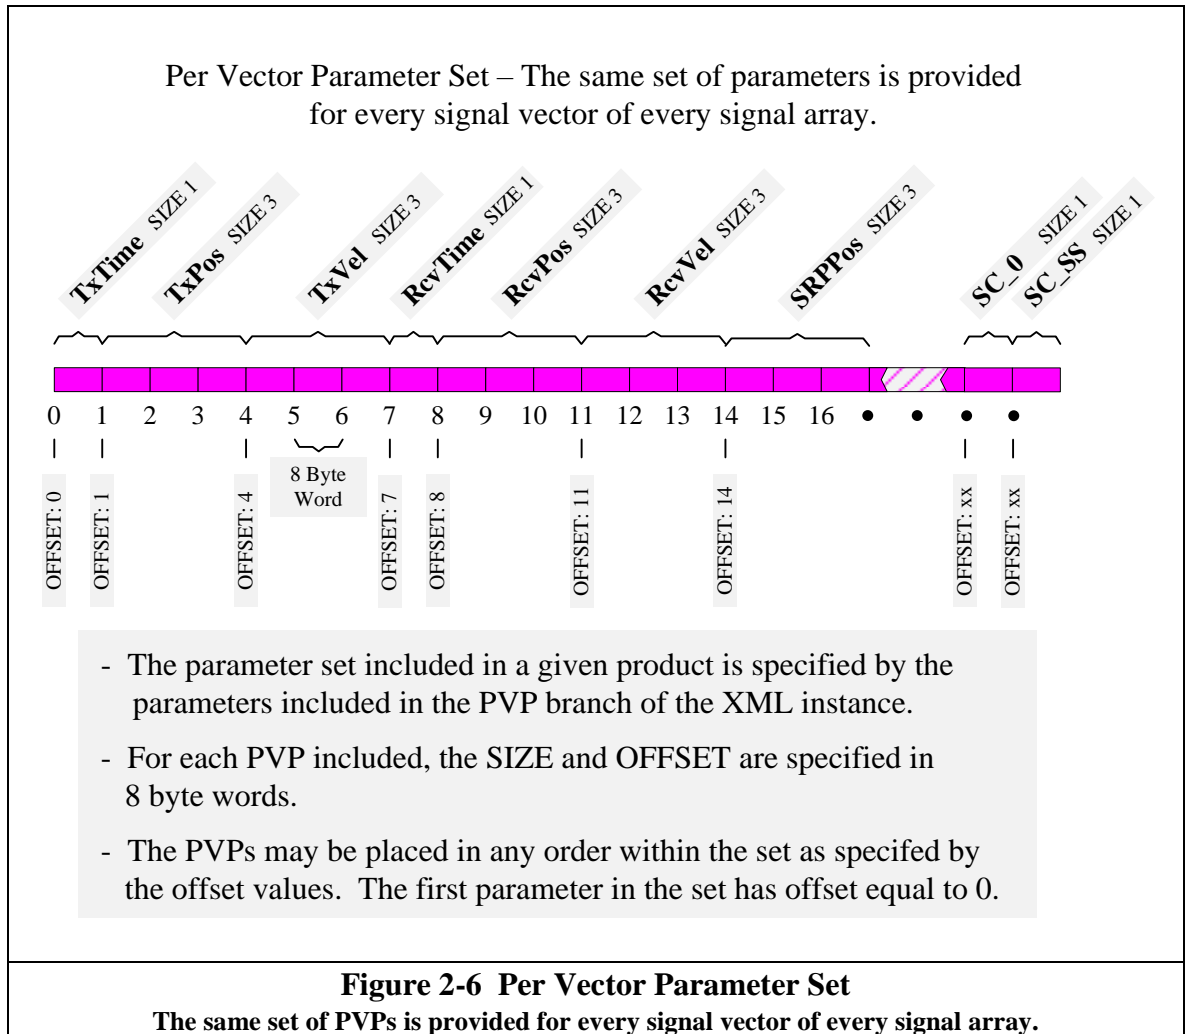 Per Vector Parameter Set – The same set of parameters is provided
for every signal vector of every signal array.
TxTime SIZE 1
TxPos SIZE 3
TxVel SIZE 3
RcvTime SIZE 1
RcvPos SIZE 3
RcvVel SIZE 3
SRPPos SIZE 3
SC_0 SIZE 1
SC_SS SIZE 1
0 1 2 3 4 5 6 7 8 9 10 11 12 13 14 15 16 • • • •
8 Byte
Word
OFFSET: 0
OFFSET: 1
OFFSET: 4
OFFSET: 7
OFFSET: 8
OFFSET: 11
OFFSET: 14
OFFSET: xx
OFFSET: xx
- The parameter set included in a given product is specified by the
parameters included in the PVP branch of the XML instance.
- For each PVP included, the SIZE and OFFSET are specified in
8 byte words.
- The PVPs may be placed in any order within the set as specifed by
the offset values. The first parameter in the set has offset equal to 0.
Figure 2-6 Per Vector Parameter Set
The same set of PVPs is provided for every signal vector of every signal array.